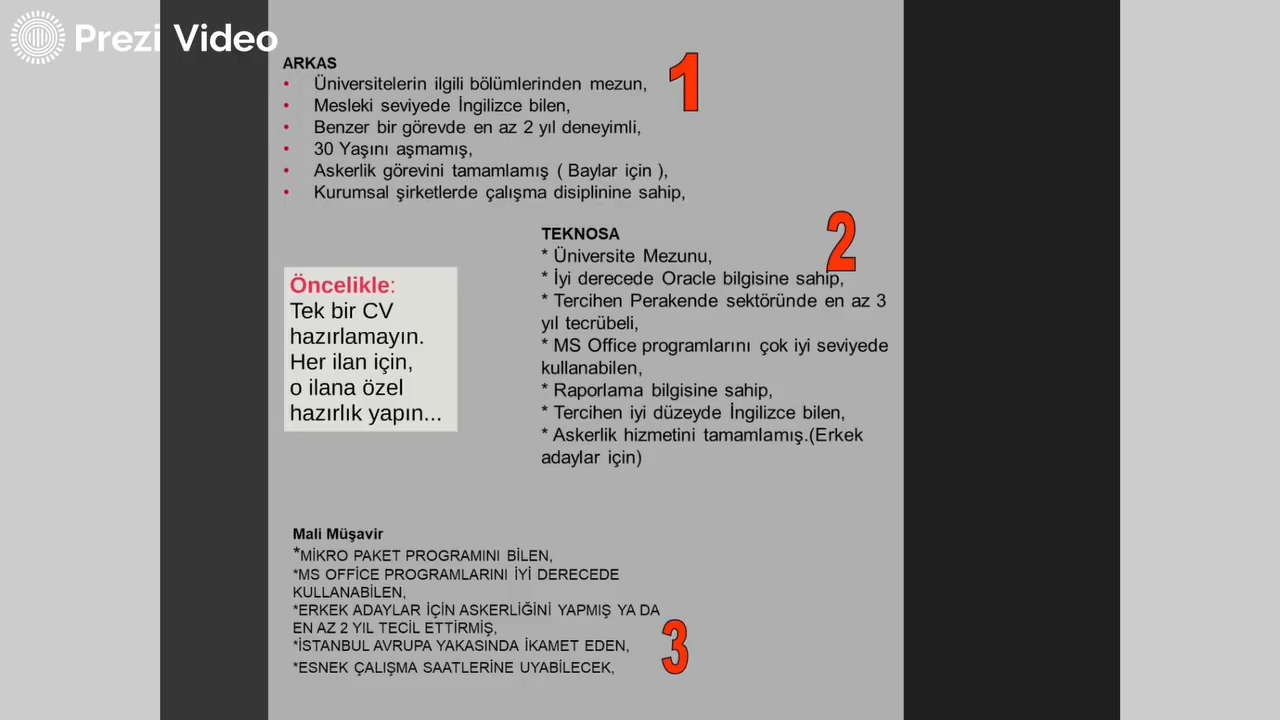 Prezi Video
ARKAS
• Üniversitelerin ilgili bölümlerinden mezun,
• Mesleki seviyede İngilizce bilen,
• Benzer bir görevde en az 2 yıl deneyimli,
• 30 Yaşını aşmamış,
• Askerlik görevini tamamlamış ( Baylar için ),
• Kurumsal şirketlerde çalışma disiplinine sahip,
1
TEKNOSA
* Üniversite Mezunu,
* İyi derecede Oracle bilgisine sahip,
* Tercihen Perakende sektöründe en az 3
yıl tecrübeli,
* MS Office programlarını çok iyi seviyede
kullanabilen,
* Raporlama bilgisine sahip,
* Tercihen iyi düzeyde İngilizce bilen,
* Askerlik hizmetini tamamlamış.(Erkek
adaylar için)
2
Öncelikle:
Tek bir CV
hazırlamayın.
Her ilan için,
o ilana özel
hazırlık yapın...
Mali Müşavir
*MİKRO PAKET PROGRAMINI BİLEN,
*MS OFFİCE PROGRAMLARINI İYİ DERECEDE
KULLANABİLEN,
*ERKEK ADAYLAR İÇİN ASKERLİĞİNİ YAPMIŞ YA DA
EN AZ 2 YIL TECİL ETTİRMİŞ,
*İSTANBUL AVRUPA YAKASINDA İKAMET EDEN,
*ESNEK ÇALIŞMA SAATLERİNE UYABİLECEK,
3